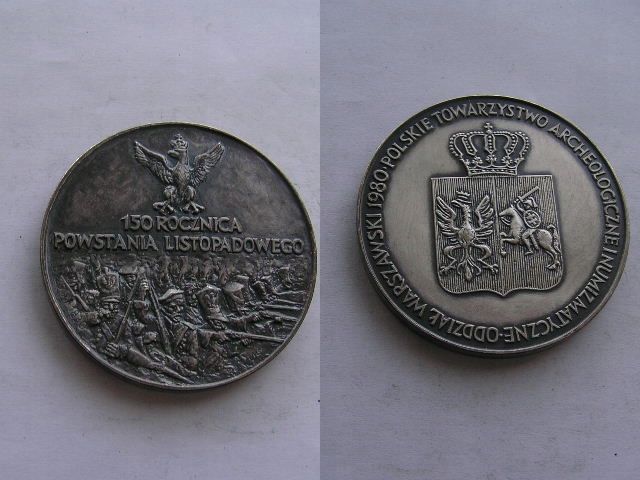 150 ROCZNICA
POWSTANIA LISTOPADOWEGO
POLSKIE TOWARZYSTWO ARCHEOLOGICZNE I NUMIZMATYCZNE · ODDZIAŁ WARSZAWSKI 1980 ·